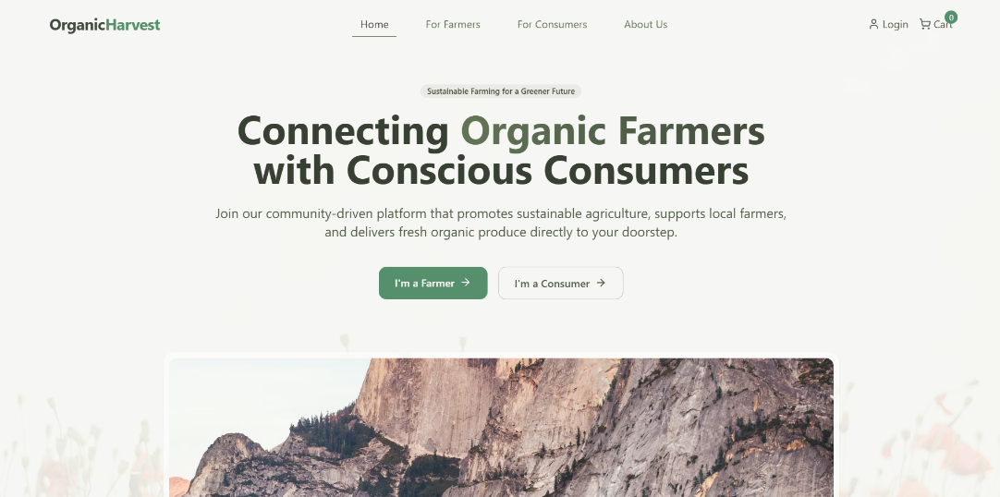 OrganicHarvest
Home
For Farmers
For Consumers
About Us
Login
Cart
0
Sustainable Farming for a Greener Future
Connecting Organic Farmers
with Conscious Consumers
Join our community-driven platform that promotes sustainable agriculture, supports local farmers,
and delivers fresh organic produce directly to your doorstep.
I'm a Farmer
I'm a Consumer